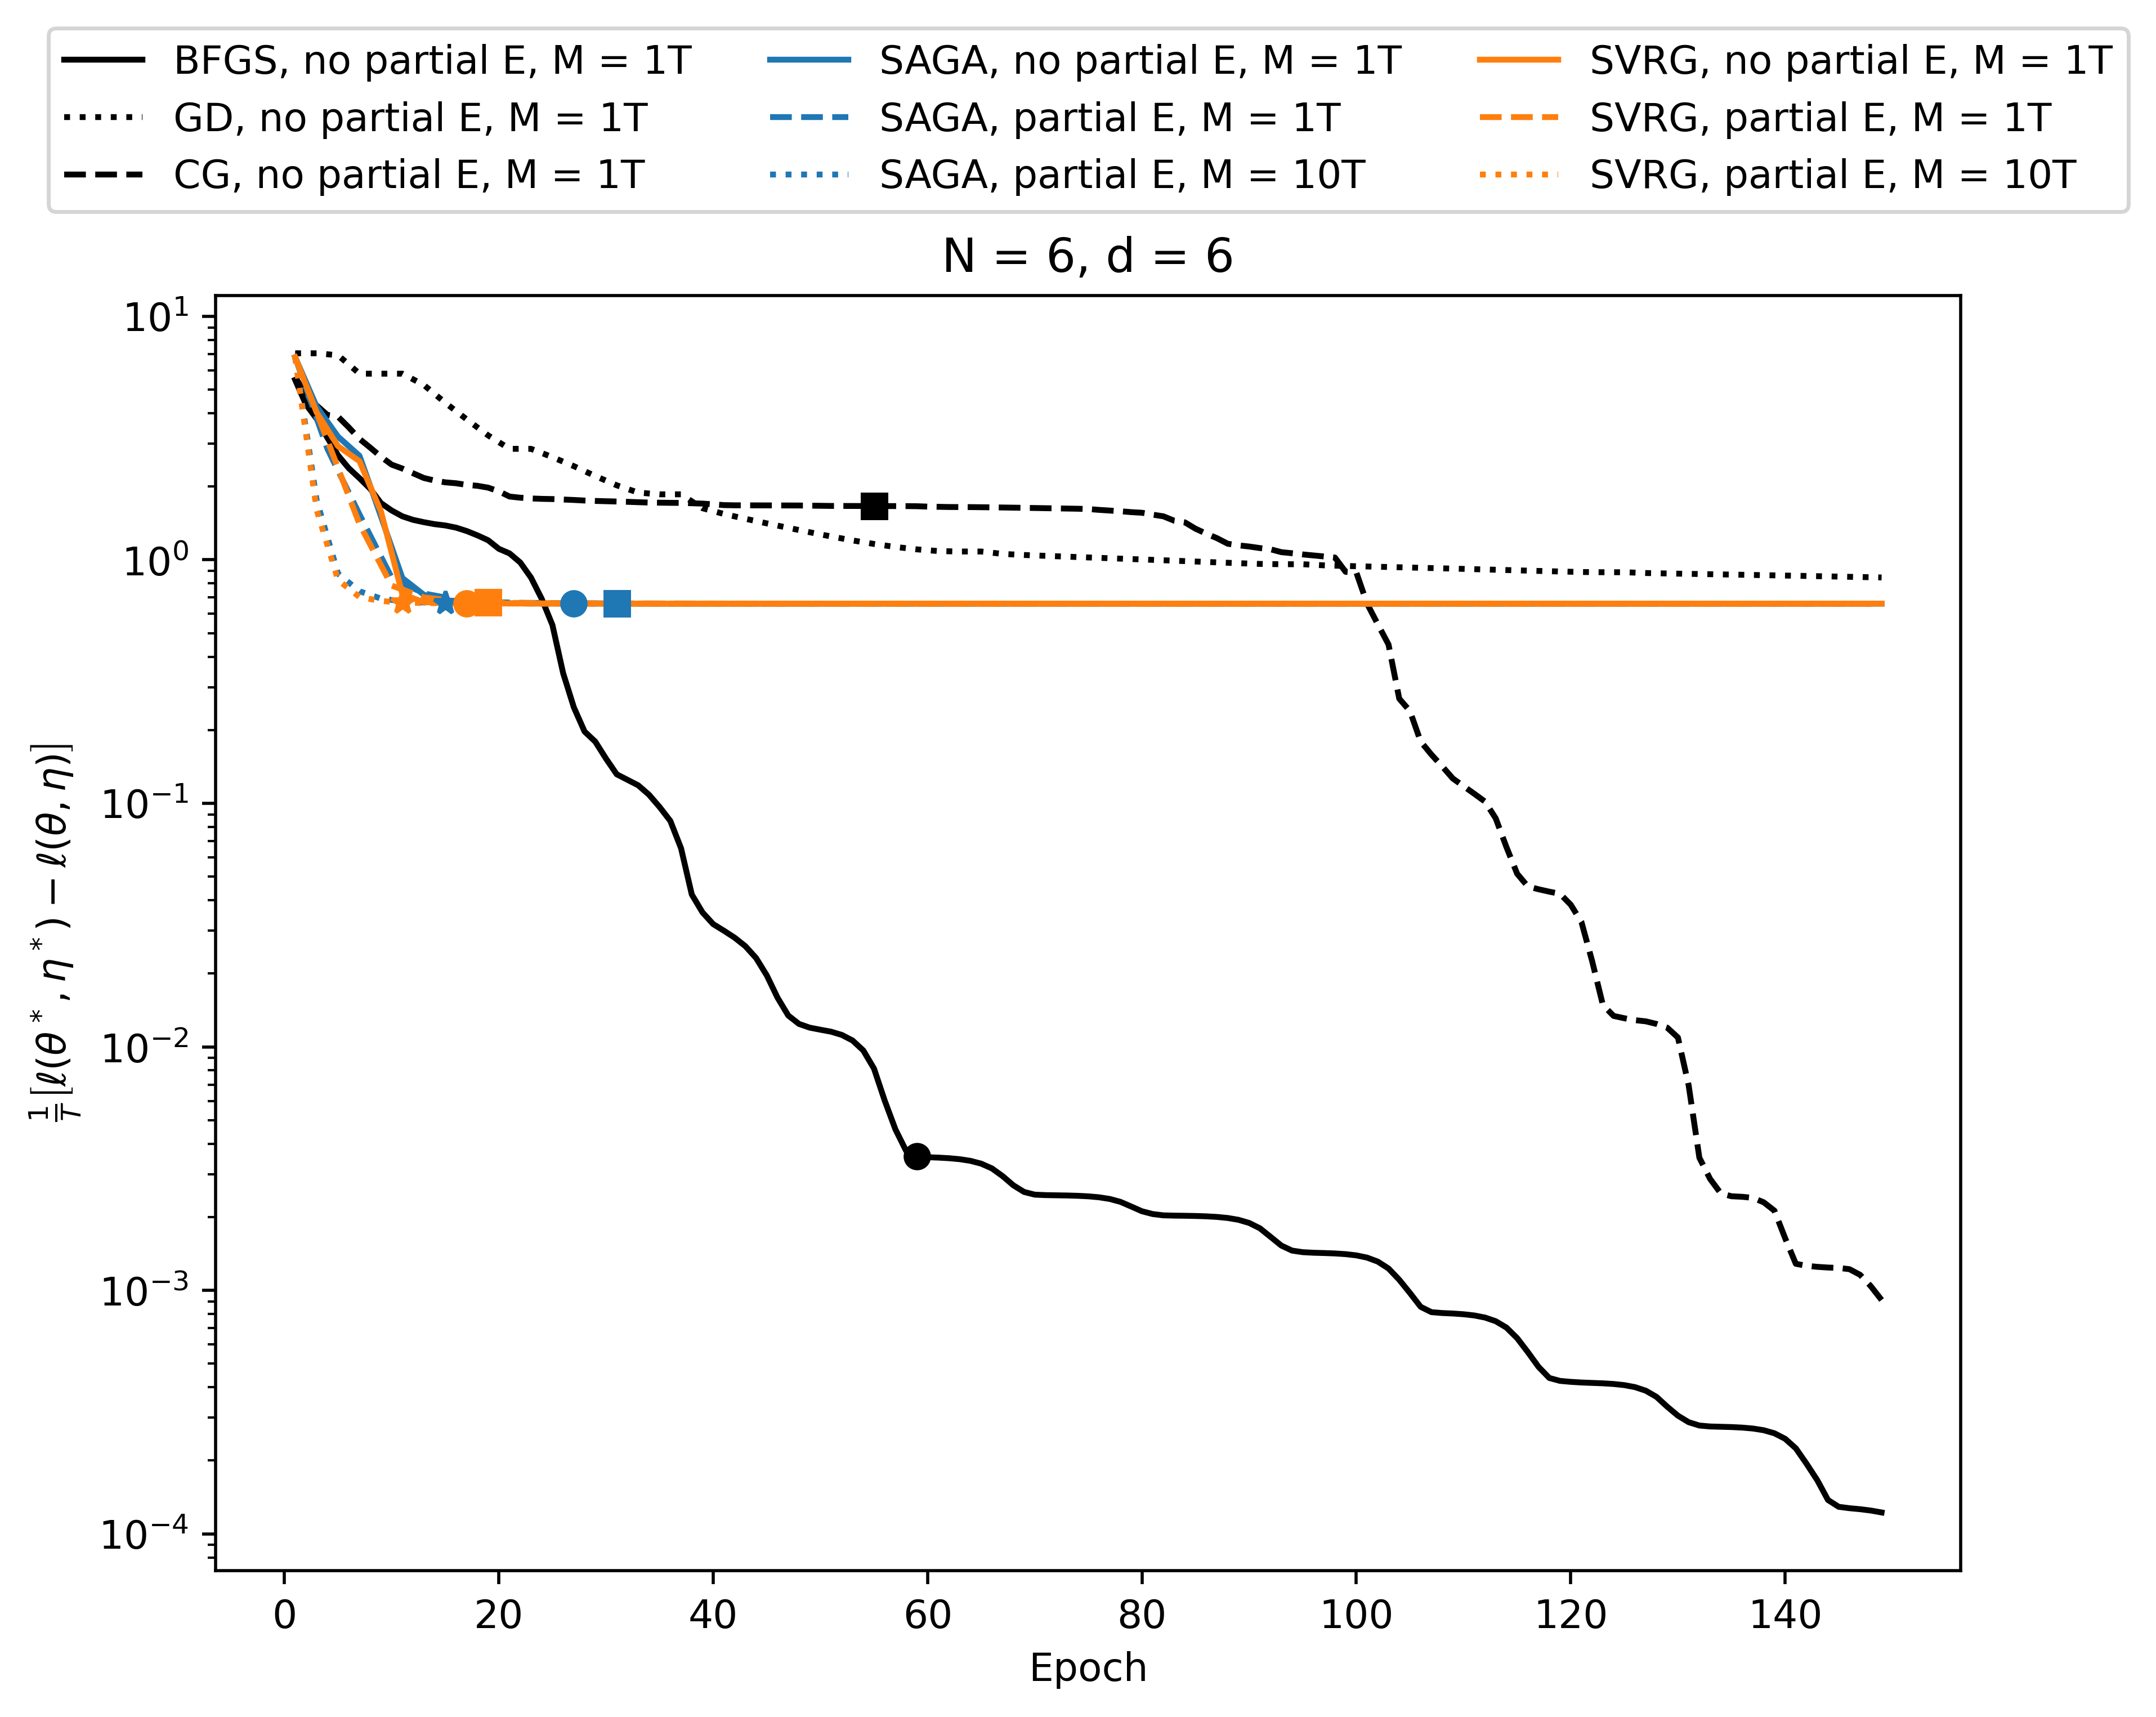 BFGS, no partial E, M = 1T
GD, no partial E, M = 1T
CG, no partial E, M = 1T
SAGA, no partial E, M = 1T
SAGA, partial E, M = 1T
SAGA, partial E, M = 10T
SVRG, no partial E, M = 1T
SVRG, partial E, M = 1T
SVRG, partial E, M = 10T
N = 6, d = 6
10¹
10⁰
10⁻¹
10⁻²
10⁻³
10⁻⁴
1/T [ℓ(θ*, η*) − ℓ(θ, η)]
0 20 40 60 80 100 120 140
Epoch